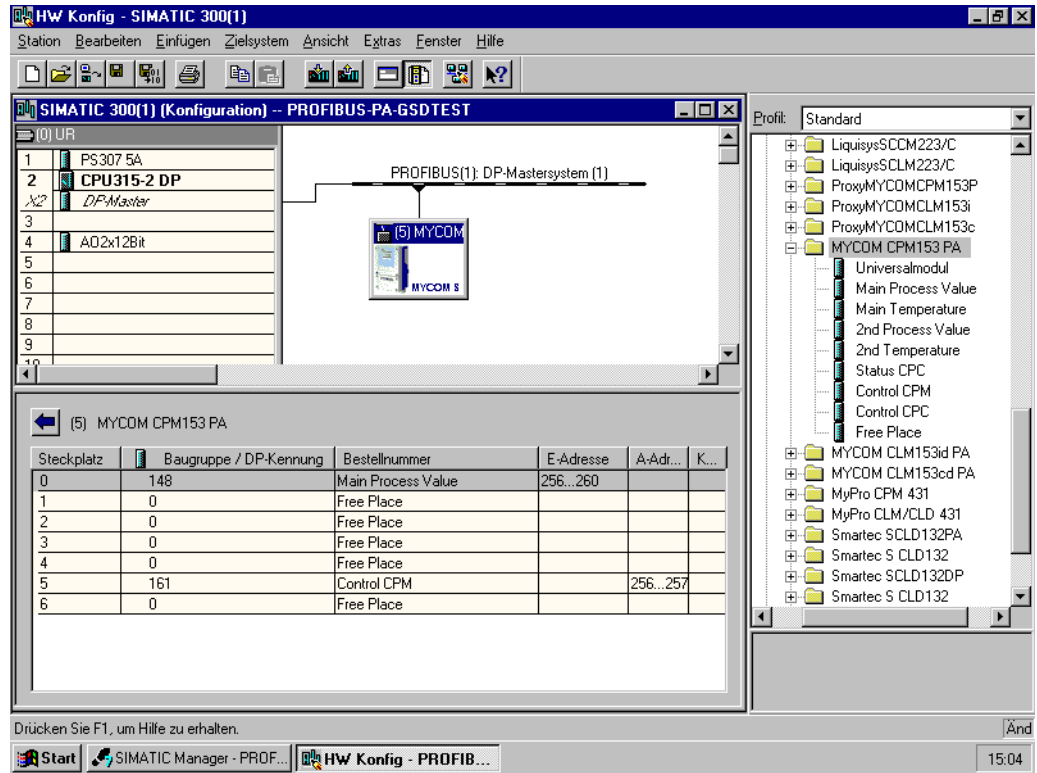 HW Konfig - SIMATIC 300(1)
Station Bearbeiten Einfügen Zielsystem Ansicht Extras Fenster Hilfe
SIMATIC 300(1) (Konfiguration) -- PROFIBUS-PA-GSDTEST
(0) UR
1 PS307 5A
2 CPU315-2 DP
X2 DP-Master
3
4 AO2x12Bit
5
6
7
8
9
10
PROFIBUS(1): DP-Mastersystem (1)
(5) MYCOM
MYCOM S
(5) MYCOM CPM153 PA
Steckplatz Baugruppe / DP-Kennung Bestellnummer E-Adresse A-Adr... K...
0 148 Main Process Value 256...260
1 0 Free Place
2 0 Free Place
3 0 Free Place
4 0 Free Place
5 161 Control CPM 256...257
6 0 Free Place
Profil: Standard
LiquisysSCCM223/C
LiquisysSCLM223/C
ProxyMYCOMCPM153P
ProxyMYCOMCLM153i
ProxyMYCOMCLM153c
MYCOM CPM153 PA
Universalmodul
Main Process Value
Main Temperature
2nd Process Value
2nd Temperature
Status CPC
Control CPM
Control CPC
Free Place
MYCOM CLM153id PA
MYCOM CLM153cd PA
MyPro CPM 431
MyPro CLM/CLD 431
Smartec SCLD132PA
Smartec S CLD132
Smartec SCLD132DP
Smartec S CLD132
Drücken Sie F1, um Hilfe zu erhalten.
Änd
Start SIMATIC Manager - PROF... HW Konfig - PROFIB... 15:04